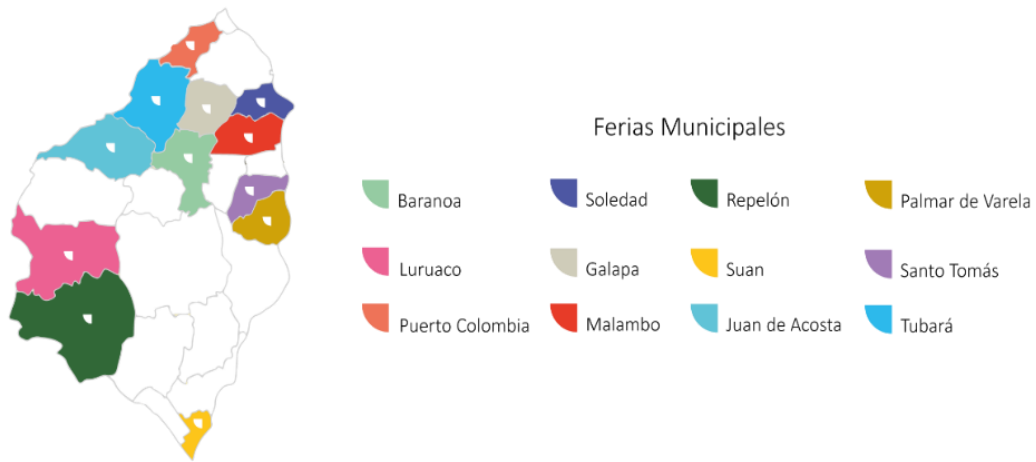 Ferias Municipales
Baranoa
Soledad
Repelón
Palmar de Varela
Luruaco
Galapa
Suan
Santo Tomás
Puerto Colombia
Malambo
Juan de Acosta
Tubará